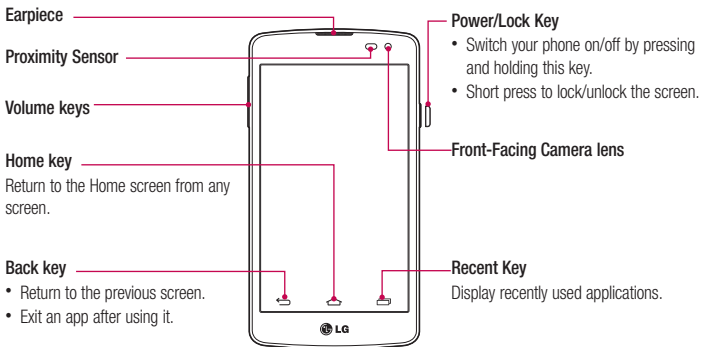 Earpiece
Proximity Sensor
Volume keys
Home key
Return to the Home screen from any
screen.
Back key
• Return to the previous screen.
• Exit an app after using it.
Power/Lock Key
• Switch your phone on/off by pressing
and holding this key.
• Short press to lock/unlock the screen.
Front-Facing Camera lens
Recent Key
Display recently used applications.
LG